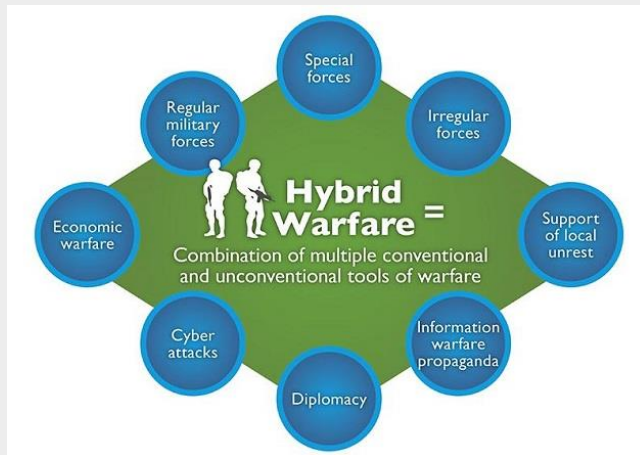 Special
forces
Regular
military
forces
Irregular
forces
Hybrid
Warfare =
Combination of multiple conventional
and unconventional tools of warfare
Economic
warfare
Support
of local
unrest
Cyber
attacks
Information
warfare
propaganda
Diplomacy